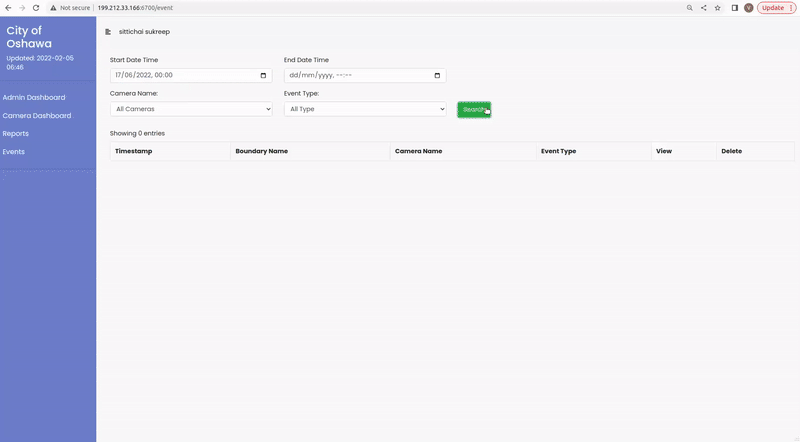 Not secure | 199.212.33.166:6700/event
V
Update
City of
Oshawa
Updated: 2022-02-05
06:46
Admin Dashboard
Camera Dashboard
Reports
Events
sittichai sukreep
Start Date Time
End Date Time
17/06/2022, 00:00
dd/mm/yyyy, --:--
Camera Name:
Event Type:
All Cameras
All Type
Search
Showing 0 entries
Timestamp
Boundary Name
Camera Name
Event Type
View
Delete